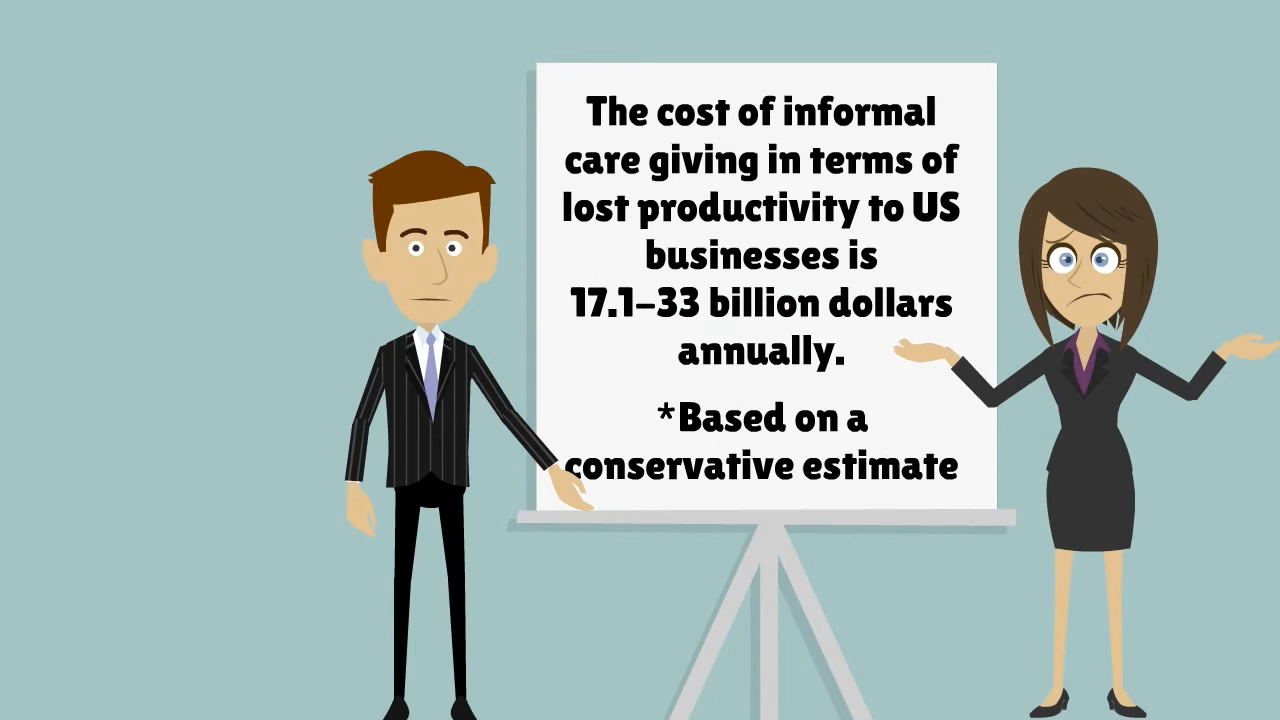 The cost of informal
care giving in terms of
lost productivity to US
businesses is
17.1–33 billion dollars
annually.
*Based on a
conservative estimate